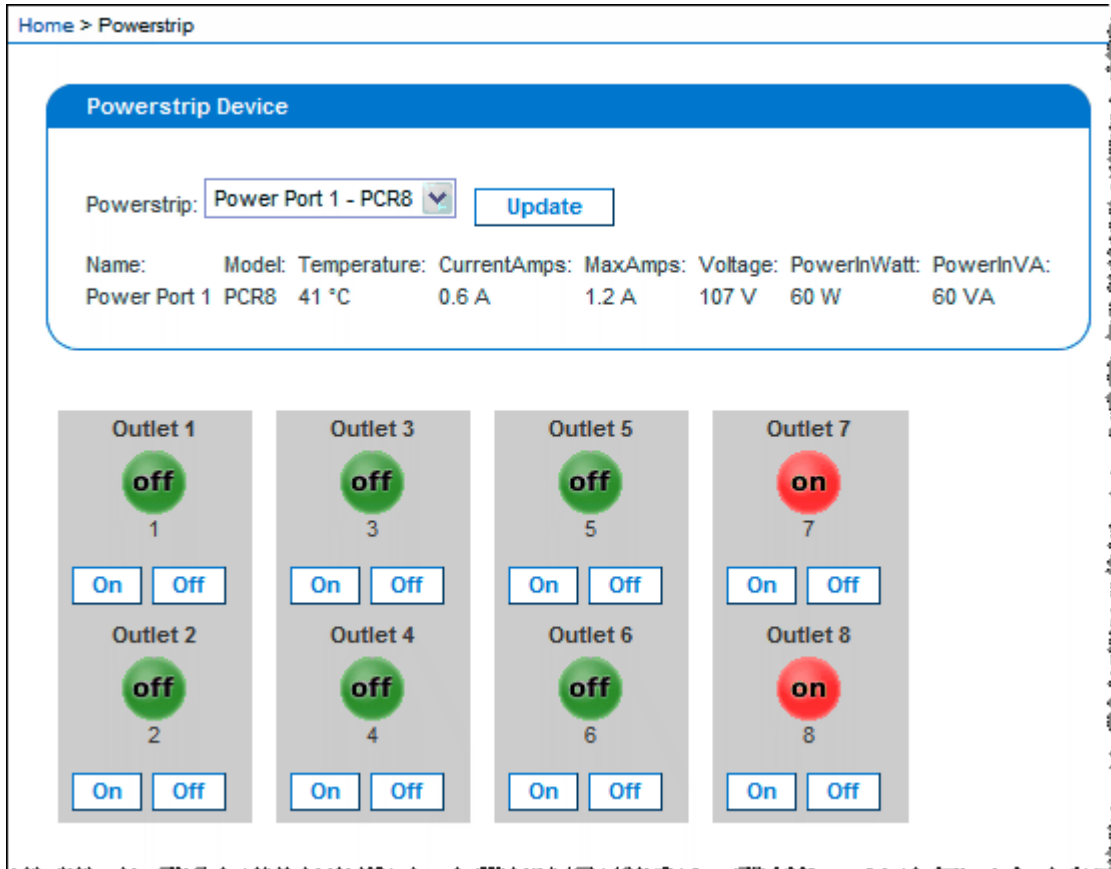 Home > Powerstrip
Powerstrip Device
Powerstrip: Power Port 1 - PCR8 Update
Name: Model: Temperature: CurrentAmps: MaxAmps: Voltage: PowerInWatt: PowerInVA:
Power Port 1 PCR8 41 °C 0.6 A 1.2 A 107 V 60 W 60 VA
Outlet 1 Outlet 3 Outlet 5 Outlet 7
off off off on
1 3 5 7
On Off On Off On Off On Off
Outlet 2 Outlet 4 Outlet 6 Outlet 8
off off off on
2 4 6 8
On Off On Off On Off On Off